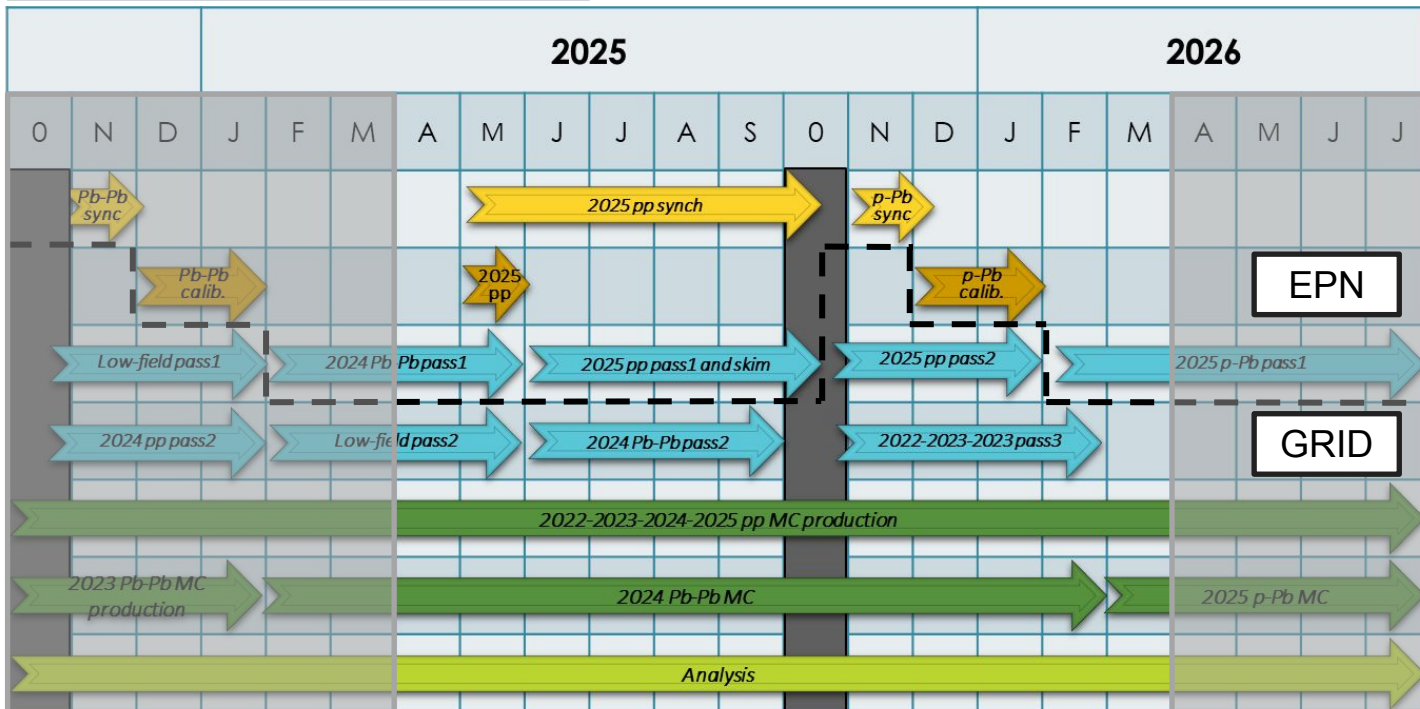 2025 2026
0 N D J F M A M J J A S 0 N D J F M A M J J
Pb-Pb
sync
2025 pp synch
p-Pb
sync
Pb-Pb
calib.
2025
pp
p-Pb
calib.
EPN
Low-field pass1
2024 Pb-Pb pass1
2025 pp pass1 and skim
2025 pp pass2
2025 p-Pb pass1
2024 pp pass2
Low-field pass2
2024 Pb-Pb pass2
2022-2023-2023 pass3
GRID
2022-2023-2024-2025 pp MC production
2023 Pb-Pb MC
production
2024 Pb-Pb MC
2025 p-Pb MC
Analysis